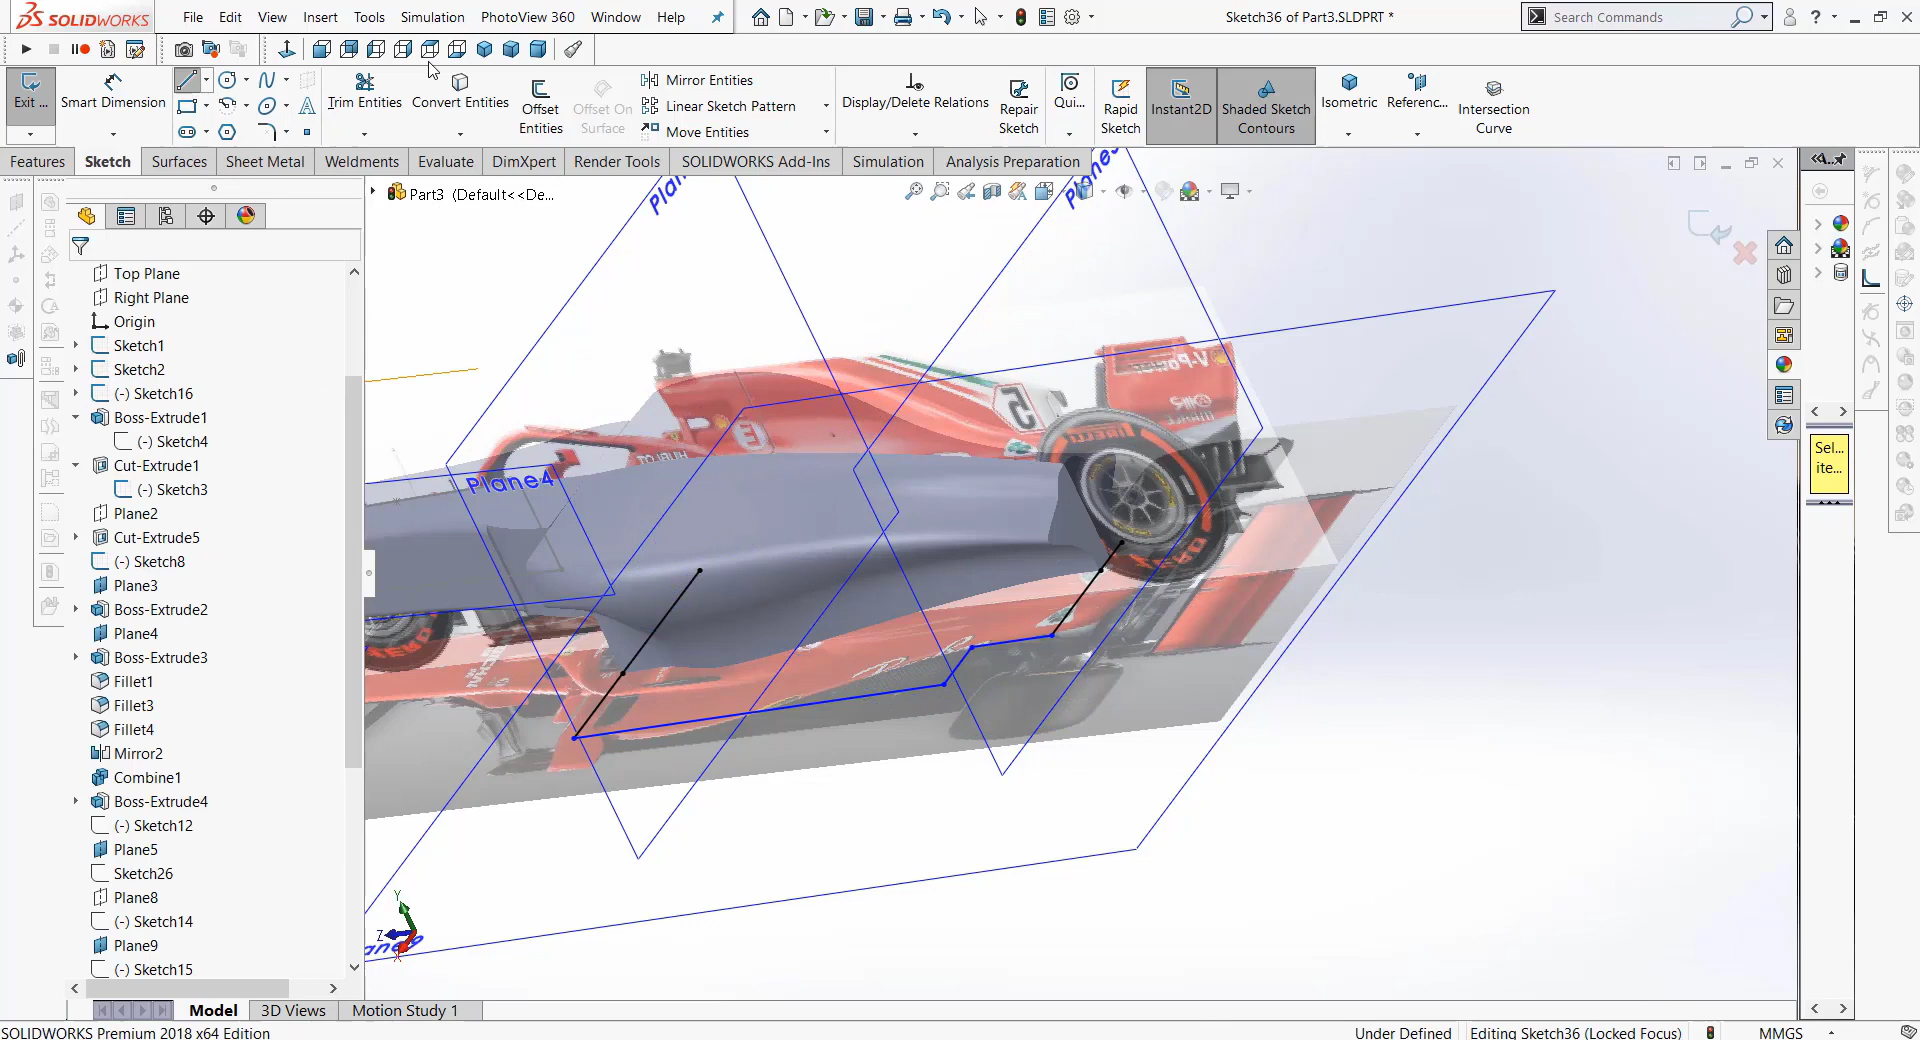 SOLIDWORKS
File
Edit
View
Insert
Tools
Simulation
PhotoView 360
Window
Help
Sketch36 of Part3.SLDPRT *
Search Commands
Exit ...
Smart Dimension
Trim Entities
Convert Entities
Offset
Entities
Offset On
Surface
Mirror Entities
Linear Sketch Pattern
Move Entities
Display/Delete Relations
Repair
Sketch
Qui...
Rapid
Sketch
Instant2D
Shaded Sketch
Contours
Isometric
Referenc...
Intersection
Curve
Features
Sketch
Surfaces
Sheet Metal
Weldments
Evaluate
DimXpert
Render Tools
SOLIDWORKS Add-Ins
Simulation
Analysis Preparation
Part3 (Default<<De...
Top Plane
Right Plane
Origin
Sketch1
Sketch2
(-) Sketch16
Boss-Extrude1
(-) Sketch4
Cut-Extrude1
(-) Sketch3
Plane2
Cut-Extrude5
(-) Sketch8
Plane3
Boss-Extrude2
Plane4
Boss-Extrude3
Fillet1
Fillet3
Fillet4
Mirror2
Combine1
Boss-Extrude4
(-) Sketch12
Plane5
Sketch26
Plane8
(-) Sketch14
Plane9
(-) Sketch15
Plane4
5
PIRELLI
Y
Z
X
Sel...
ite...
Model
3D Views
Motion Study 1
SOLIDWORKS Premium 2018 x64 Edition
Under Defined
Editing Sketch36 (Locked Focus)
MMGS